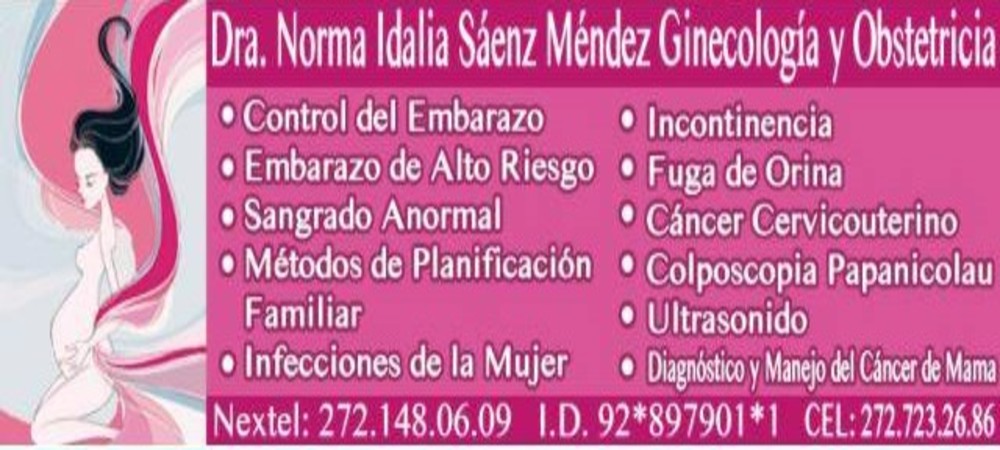 Dra. Norma Idalia Sáenz Méndez Ginecología y Obstetricia
• Control del Embarazo
• Embarazo de Alto Riesgo
• Sangrado Anormal
• Métodos de Planificación
Familiar
• Infecciones de la Mujer
• Incontinencia
• Fuga de Orina
• Cáncer Cervicouterino
• Colposcopia Papanicolau
• Ultrasonido
• Diagnóstico y Manejo del Cáncer de Mama
Nextel: 272.148.06.09 I.D. 92*897901*1 CEL: 272.723.26.86